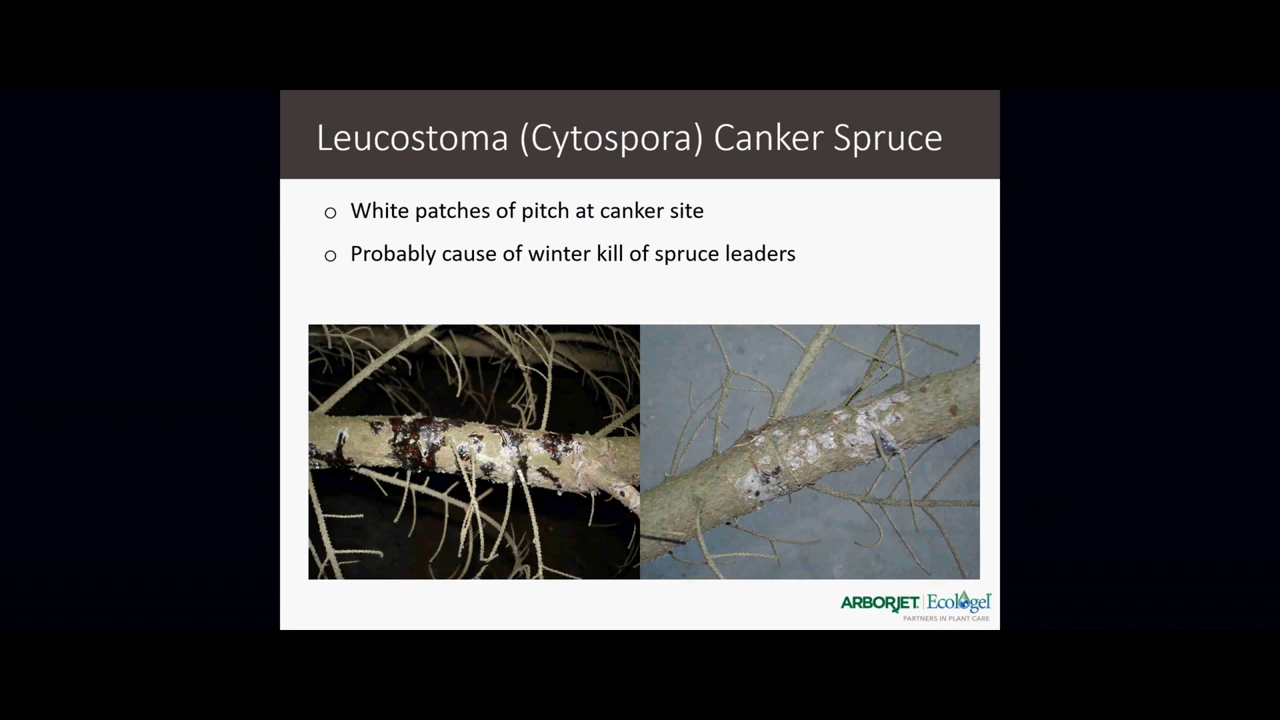 Leucostoma (Cytospora) Canker Spruce
o White patches of pitch at canker site
o Probably cause of winter kill of spruce leaders
ARBORJET | Ecologel
PARTNERS IN PLANT CARE